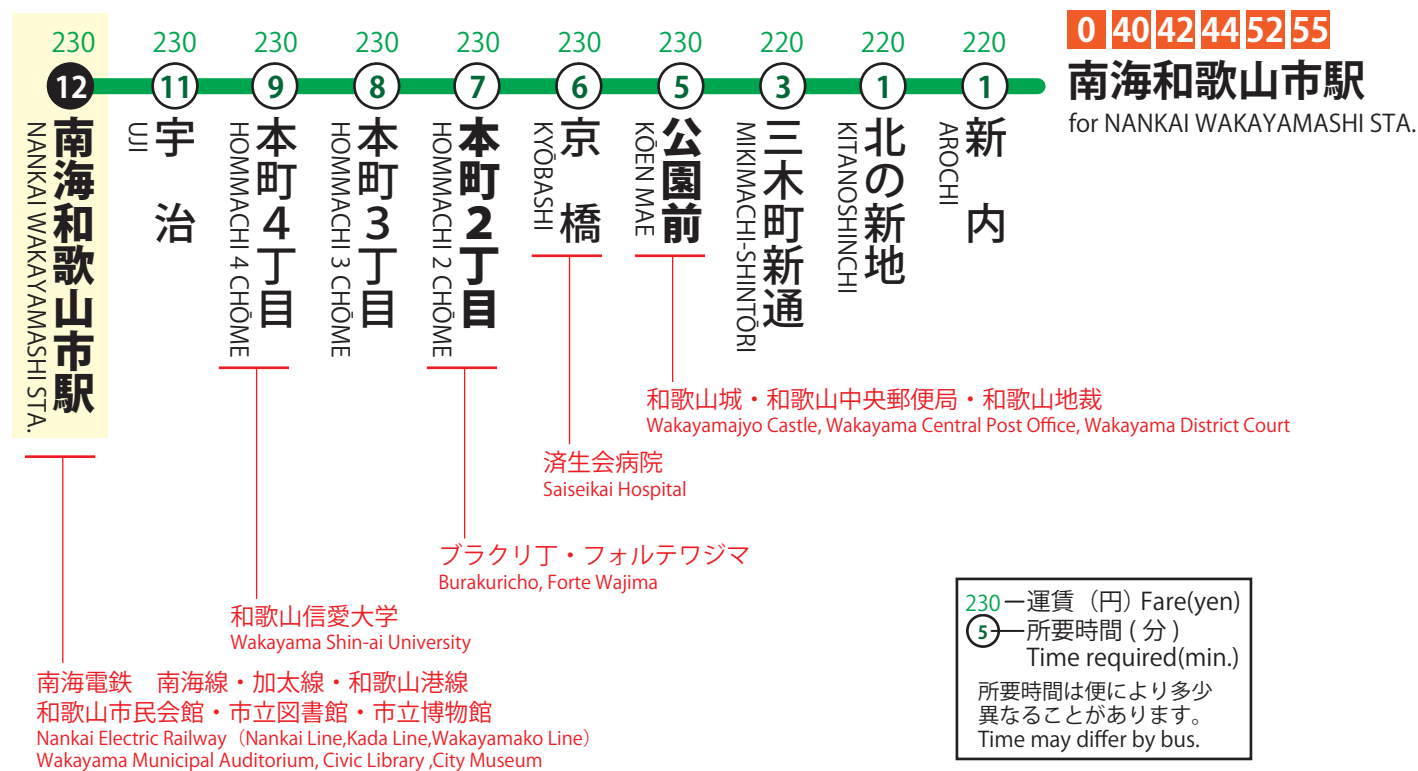 230 230 230 230 230 230 230 220 220 220
12 11 9 8 7 6 5 3 1 1
0 40 42 44 52 55
南海和歌山市駅
for NANKAI WAKAYAMASHI STA.
南海和歌山市駅
NANKAI WAKAYAMASHI STA.
宇治
UJI
本町4丁目
HOMMACHI 4 CHŌME
本町3丁目
HOMMACHI 3 CHŌME
本町2丁目
HOMMACHI 2 CHŌME
京橋
KYŌBASHI
公園前
KŌEN MAE
三木町新通
MIKIMACHI-SHINTŌRI
北の新地
KITANOSHINCHI
新内
AROCHI
和歌山城・和歌山中央郵便局・和歌山地裁
Wakayamajyo Castle, Wakayama Central Post Office, Wakayama District Court
済生会病院
Saiseikai Hospital
ブラクリ丁・フォルテワジマ
Burakuricho, Forte Wajima
和歌山信愛大学
Wakayama Shin-ai University
南海電鉄　南海線・加太線・和歌山港線
和歌山市民会館・市立図書館・市立博物館
Nankai Electric Railway（Nankai Line,Kada Line,Wakayamako Line）
Wakayama Municipal Auditorium, Civic Library ,City Museum
230 運賃（円）Fare(yen)
5 所要時間 ( 分 )
Time required(min.)
所要時間は便により多少
異なることがあります。
Time may differ by bus.